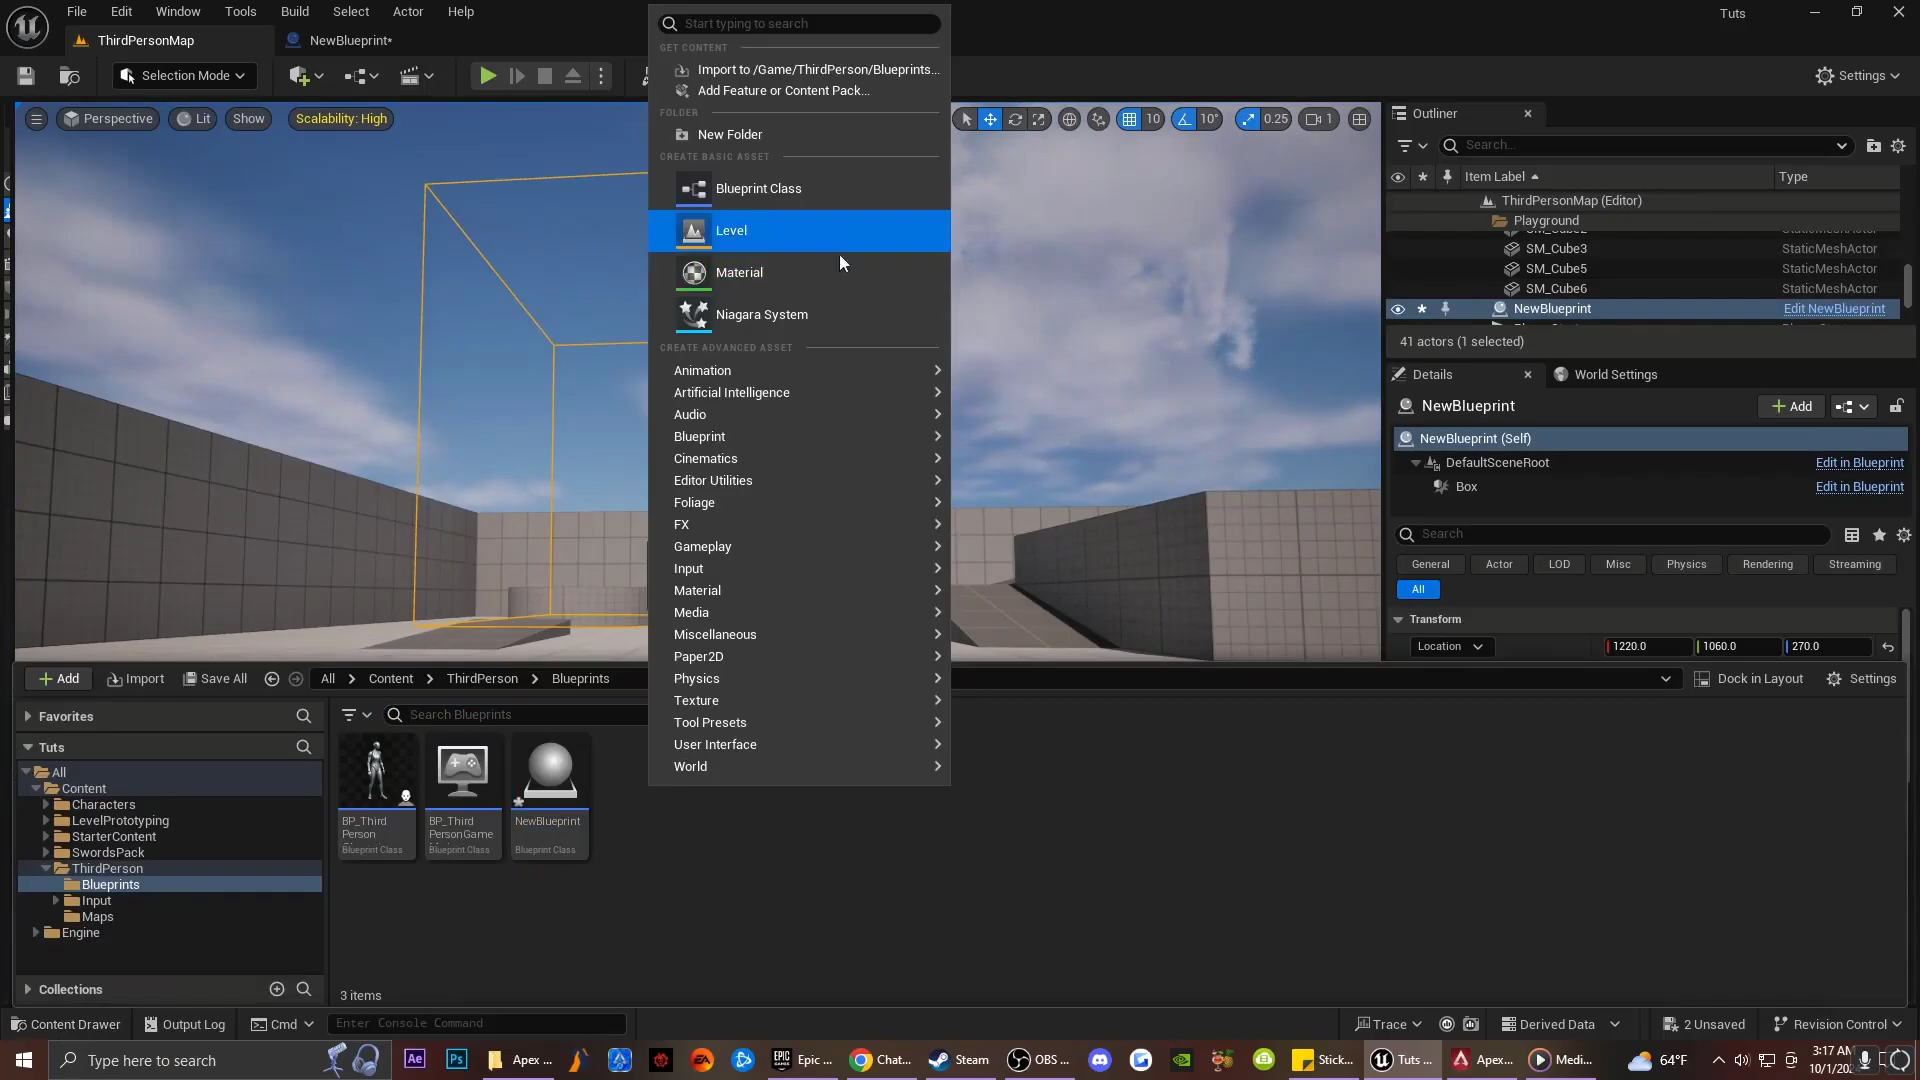 File Edit Window Tools Build Select Actor Help
Tuts
ThirdPersonMap
NewBlueprint*
Selection Mode
Settings
Perspective Lit Show Scalability: High
10 10° 0.25 1
Start typing to search
GET CONTENT
Import to /Game/ThirdPerson/Blueprints...
Add Feature or Content Pack...
FOLDER
New Folder
CREATE BASIC ASSET
Blueprint Class
Level
Material
Niagara System
CREATE ADVANCED ASSET
Animation
Artificial Intelligence
Audio
Blueprint
Cinematics
Editor Utilities
Foliage
FX
Gameplay
Input
Material
Media
Miscellaneous
Paper2D
Physics
Texture
Tool Presets
User Interface
World
Outliner
Search...
Item Label Type
ThirdPersonMap (Editor)
Playground
SM_Cube2
SM_Cube3 StaticMeshActor
SM_Cube5 StaticMeshActor
SM_Cube6 StaticMeshActor
NewBlueprint Edit NewBlueprint
41 actors (1 selected)
Details
World Settings
NewBlueprint
Add
NewBlueprint (Self)
DefaultSceneRoot Edit in Blueprint
Box Edit in Blueprint
Search
General Actor LOD Misc Physics Rendering Streaming
All
Transform
Location 1220.0 1060.0 270.0
Add Import Save All All Content ThirdPerson Blueprints
Dock in Layout Settings
Favorites
Tuts
All
Content
Characters
LevelPrototyping
StarterContent
SwordsPack
ThirdPerson
Blueprints
Input
Maps
Engine
Collections
Search Blueprints
BP_Third
Person
Blueprint Class
BP_Third
PersonGame
Blueprint Class
NewBlueprint
Blueprint Class
3 items
Content Drawer Output Log Cmd Enter Console Command
Trace Derived Data 2 Unsaved Revision Control
Type here to search
Ae Ps Apex ... EA Epic ... Chat... Steam OBS ... Stick... Tuts ... Apex... Medi...
64°F
3:17 AM